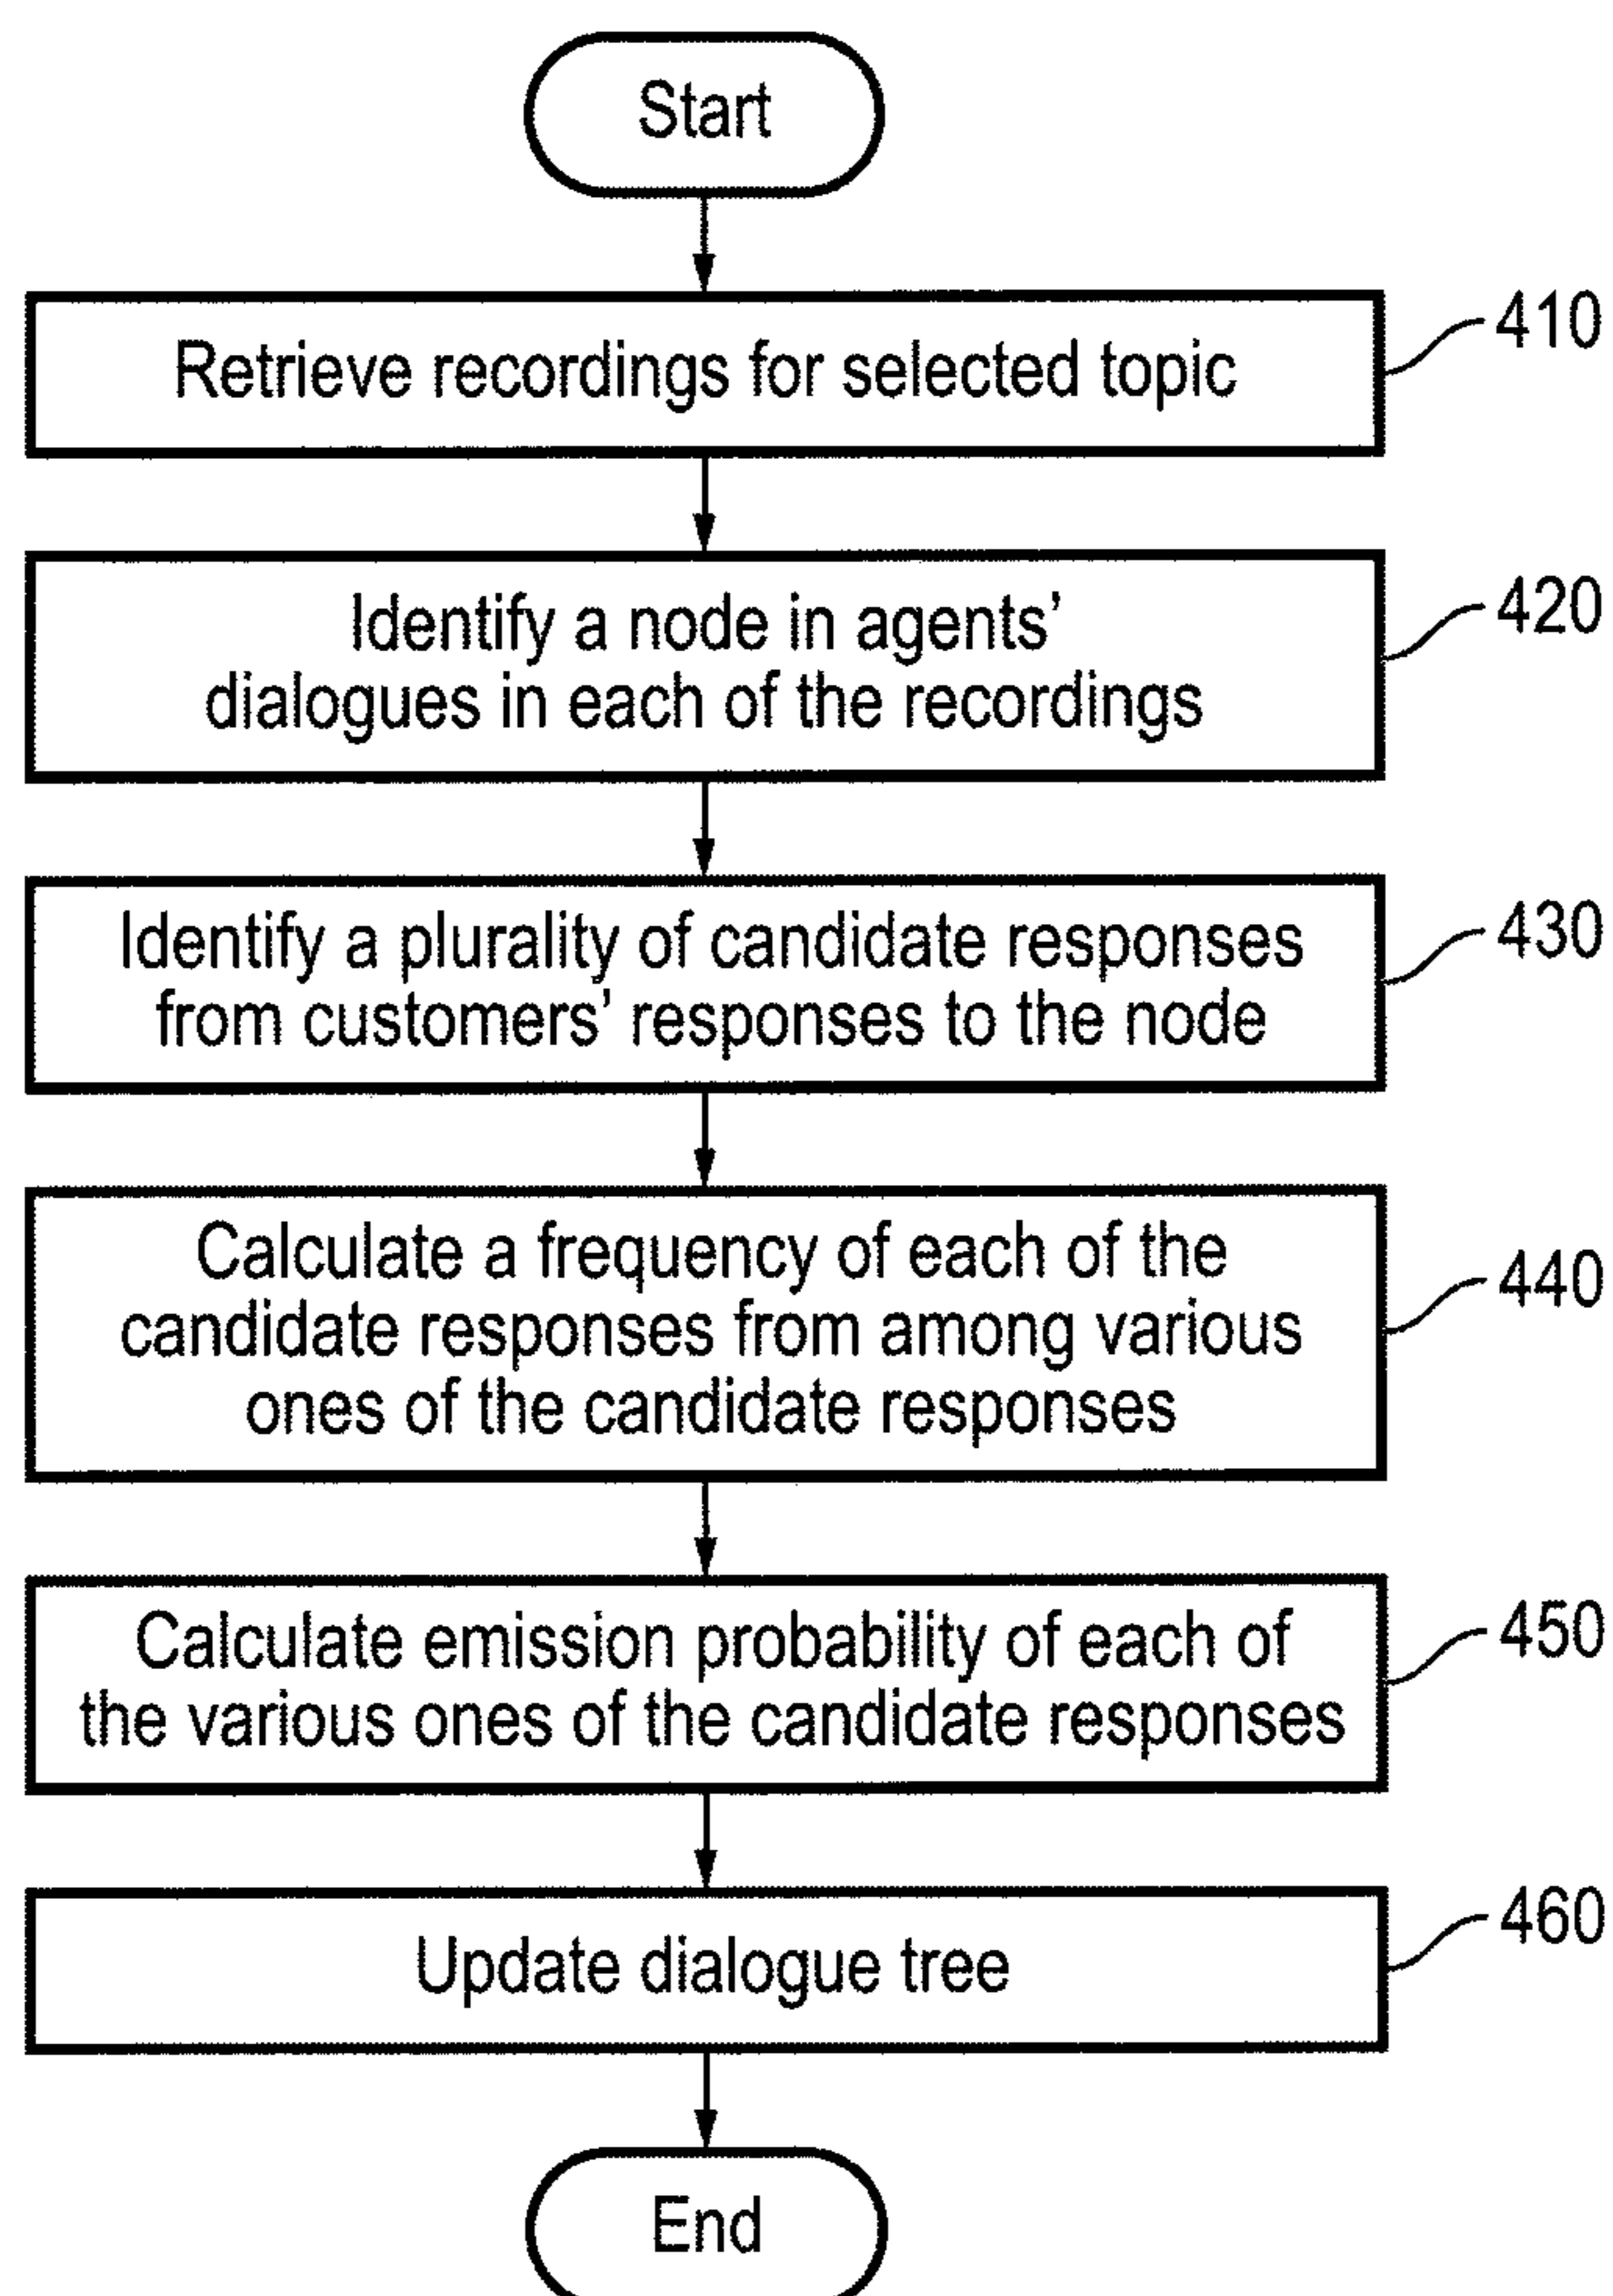 Start
Retrieve recordings for selected topic
410
Identify a node in agents’
dialogues in each of the recordings
420
Identify a plurality of candidate responses
from customers’ responses to the node
430
Calculate a frequency of each of the
candidate responses from among various
ones of the candidate responses
440
Calculate emission probability of each of
the various ones of the candidate responses
450
Update dialogue tree
460
End